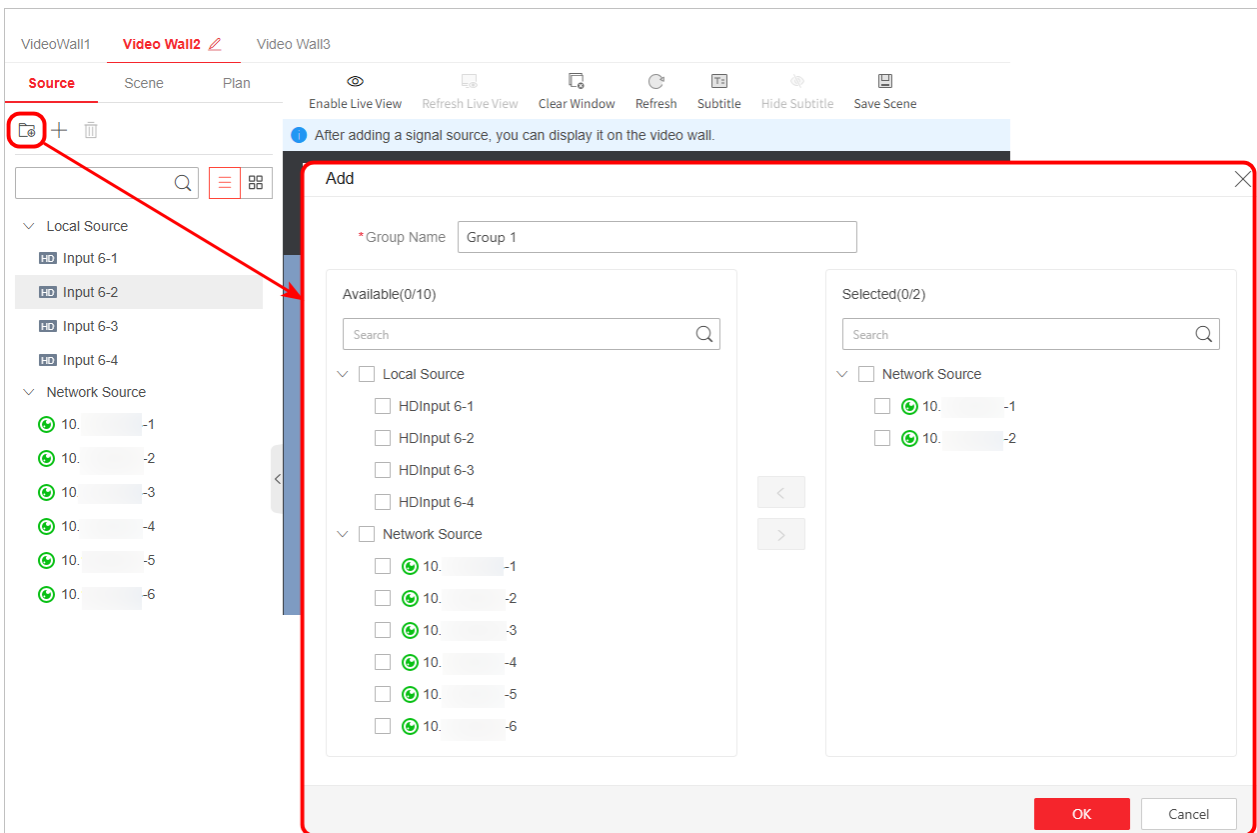 VideoWall1 Video Wall2 Video Wall3
Source Scene Plan
Enable Live View Refresh Live View Clear Window Refresh Subtitle Hide Subtitle Save Scene
After adding a signal source, you can display it on the video wall.
Local Source
HD Input 6-1
HD Input 6-2
HD Input 6-3
HD Input 6-4
Network Source
10. -1
10. -2
10 -3
10. -4
10. -5
10. -6
Add
*Group Name Group 1
Available(0/10)
Search
Local Source
HDInput 6-1
HDInput 6-2
HDInput 6-3
HDInput 6-4
Network Source
10. -1
10. -2
10. -3
10. -4
10. -5
10. -6
Selected(0/2)
Search
Network Source
10. -1
10. -2
OK Cancel